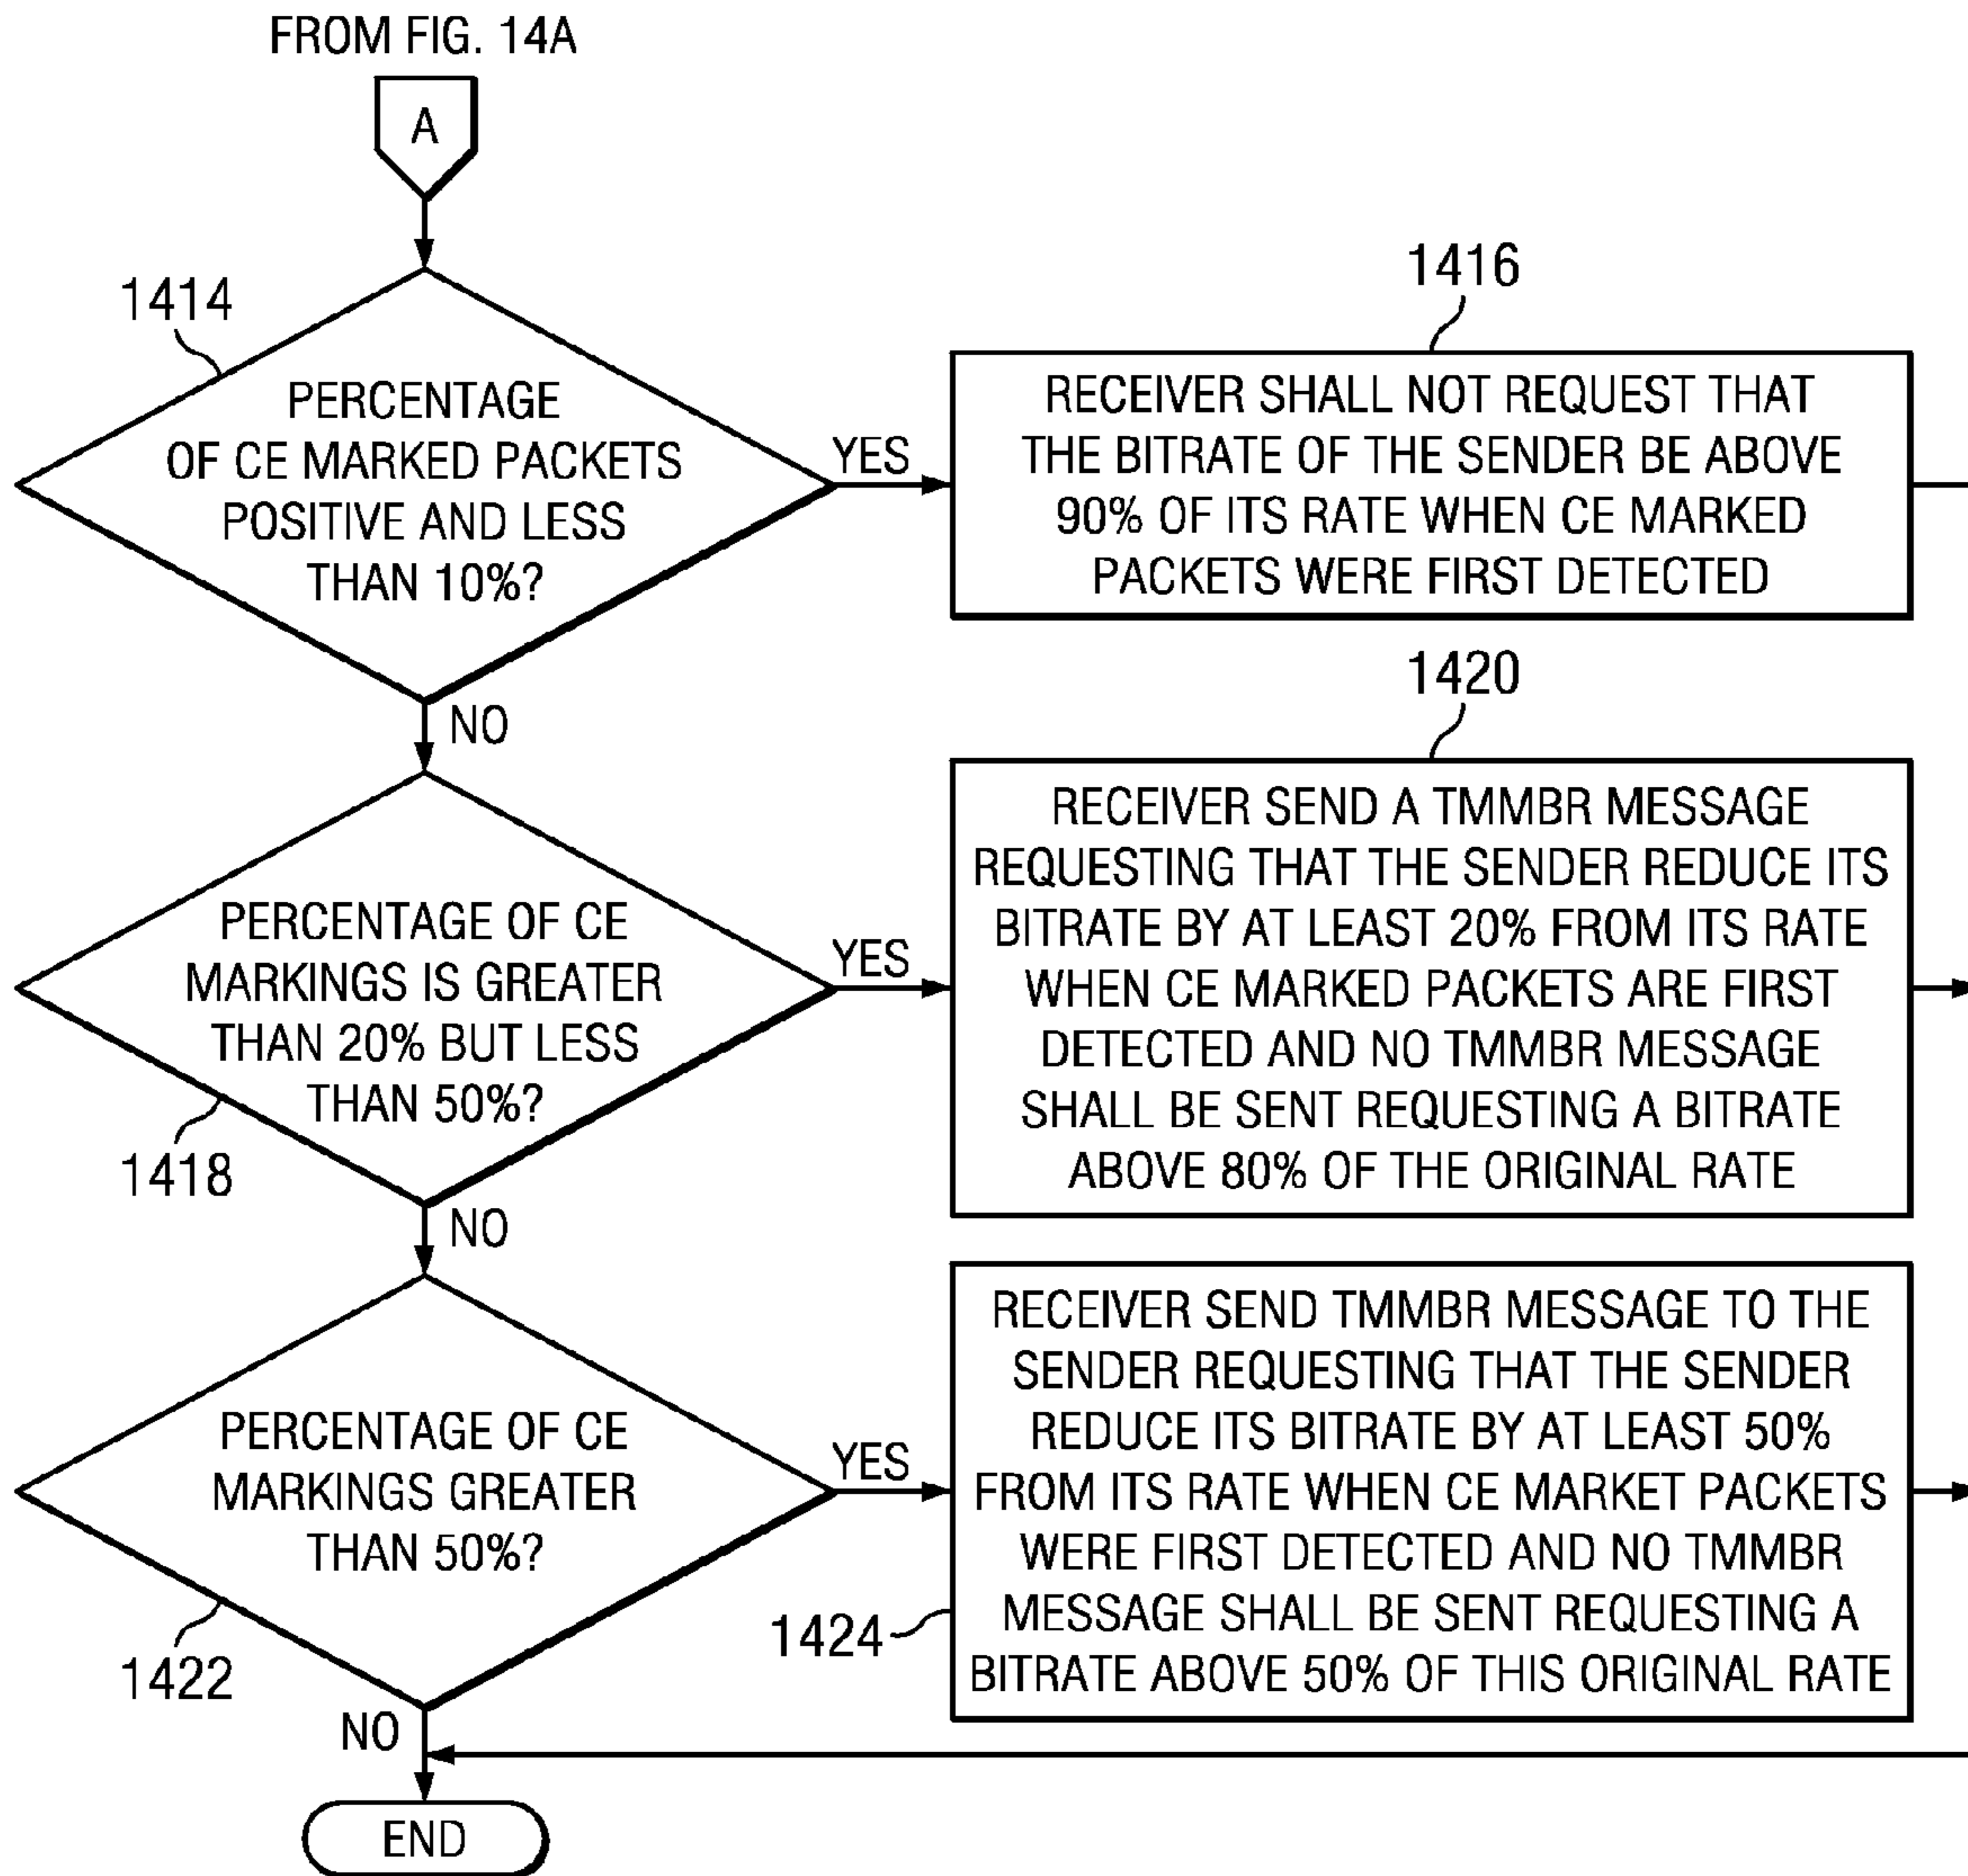 FROM FIG. 14A
A
1414
PERCENTAGE
OF CE MARKED PACKETS
POSITIVE AND LESS
THAN 10%?
YES
1416
RECEIVER SHALL NOT REQUEST THAT
THE BITRATE OF THE SENDER BE ABOVE
90% OF ITS RATE WHEN CE MARKED
PACKETS WERE FIRST DETECTED
NO
1418
PERCENTAGE OF CE
MARKINGS IS GREATER
THAN 20% BUT LESS
THAN 50%?
YES
1420
RECEIVER SEND A TMMBR MESSAGE
REQUESTING THAT THE SENDER REDUCE ITS
BITRATE BY AT LEAST 20% FROM ITS RATE
WHEN CE MARKED PACKETS ARE FIRST
DETECTED AND NO TMMBR MESSAGE
SHALL BE SENT REQUESTING A BITRATE
ABOVE 80% OF THE ORIGINAL RATE
NO
1422
PERCENTAGE OF CE
MARKINGS GREATER
THAN 50%?
YES
1424
RECEIVER SEND TMMBR MESSAGE TO THE
SENDER REQUESTING THAT THE SENDER
REDUCE ITS BITRATE BY AT LEAST 50%
FROM ITS RATE WHEN CE MARKET PACKETS
WERE FIRST DETECTED AND NO TMMBR
MESSAGE SHALL BE SENT REQUESTING A
BITRATE ABOVE 50% OF THIS ORIGINAL RATE
NO
END